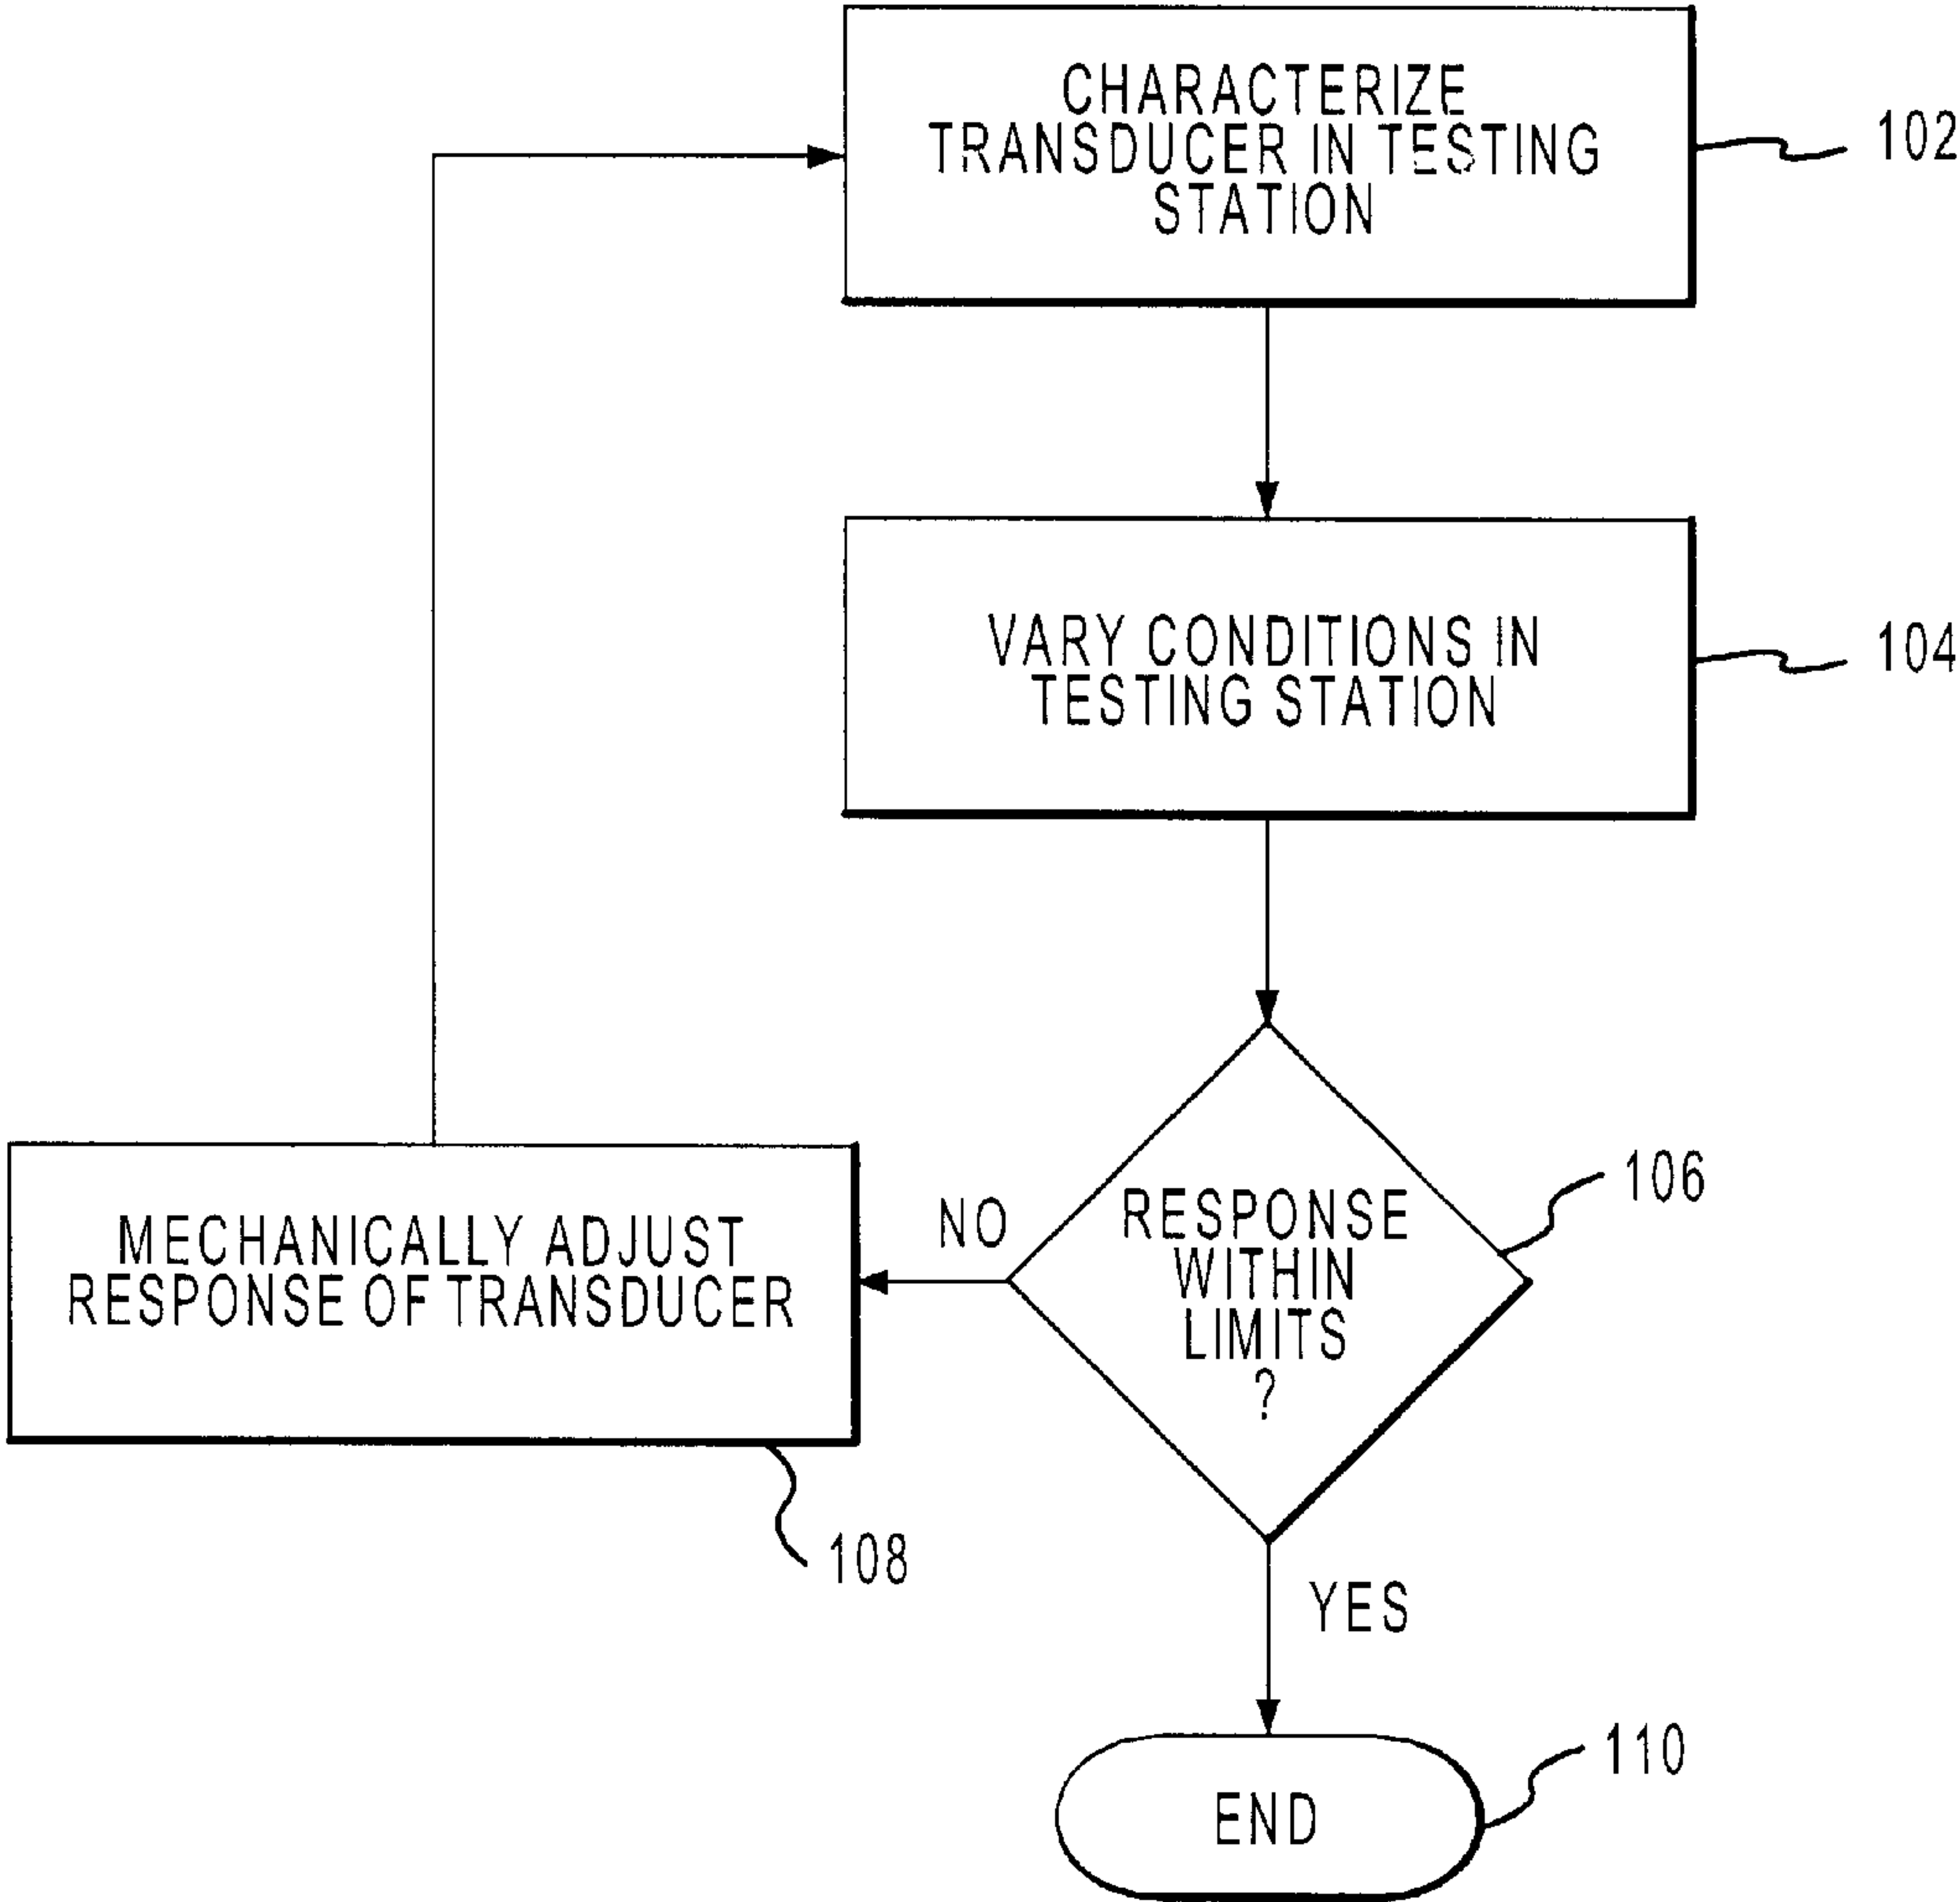 CHARACTERIZE
TRANSDUCER IN TESTING
STATION
102
VARY CONDITIONS IN
TESTING STATION
104
RESPONSE
WITHIN
LIMITS
?
106
NO
MECHANICALLY ADJUST
RESPONSE OF TRANSDUCER
108
YES
END
110